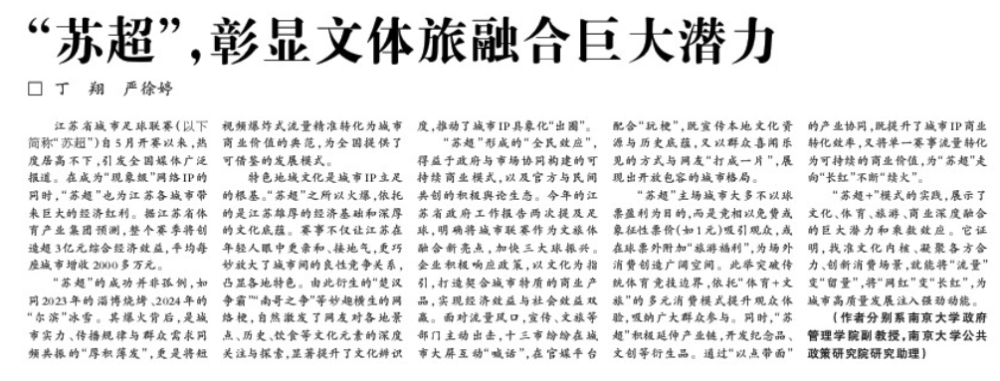 “苏超”,彰显文体旅融合巨大潜力
□ 丁　翔　严徐婷
江苏省城市足球联赛(以下
简称“苏超”)自5月开赛以来,热
度居高不下,引发全国媒体广泛
报道。在成为“现象级”网络IP的
同时,“苏超”也为江苏各城市带
来巨大的经济红利。据江苏省体
育产业集团预测,整个赛季将创
造超3亿元综合经济效益,平均每
座城市增收2000多万元。
“苏超”的成功并非孤例,如
同2023年的淄博烧烤、2024年的
“尔滨”冰雪。其爆火背后,是城
市实力、传播规律与群众需求同
频共振的“厚积薄发”,更是将短
视频爆炸式流量精准转化为城市
商业价值的典范,为全国提供了
可借鉴的发展模式。
特色地域文化是城市IP立足
的根基。“苏超”之所以火爆,依托
的是江苏雄厚的经济基础和深厚
的文化底蕴。赛事不仅让江苏在
年轻人眼中更亲和、接地气,更巧
妙放大了城市间的良性竞争关系,
凸显各地特色。由此衍生的“楚汉
争霸”“南哥之争”等妙趣横生的网
络梗,自然激发了网友对各地景
点、历史、饮食等文化元素的深度
关注与探索,显著提升了文化辨识
度,推动了城市IP具象化“出圈”。
“苏超”形成的“全民效应”,
得益于政府与市场协同构建的可
持续商业模式,以及官方与民间
共创的积极舆论生态。今年的江
苏省政府工作报告两次提及足
球,明确将城市联赛作为文旅体
融合新亮点,加快三大球振兴。
企业积极响应政策,以文化为指
引,打造契合城市特质的商业产
品,实现经济效益与社会效益双
赢。面对流量风口,宣传、文旅等
部门主动出击,十三市纷纷在城
市大屏互动“喊话”,在官媒平台
配合“玩梗”,既宣传本地文化资
源与历史底蕴,又以群众喜闻乐
见的方式与网友“打成一片”,展
现出开放包容的城市格局。
“苏超”主场城市大多不以球
票盈利为目的,而是竞相以免费或
象征性票价(如1元)吸引观众,或
在球票外附加“旅游福利”,为场外
消费创造广阔空间。此举突破传
统体育竞技边界,依托“体育+文
旅”的多元消费模式提升观众体
验,吸纳广大群众参与。同时,“苏
超”积极延伸产业链,开发纪念品、
文创等衍生品。通过“以点带面”
的产业协同,既提升了城市IP商业
转化效率,又将单一赛事流量转化
为可持续的商业价值,为“苏超”走
向“长红”不断“续火”。
“苏超+”模式的实践,展示了
文化、体育、旅游、商业深度融合
的巨大潜力和乘数效应。它证
明,找准文化内核、凝聚各方合
力、创新消费场景,就能将“流量”
变“留量”,将“网红”变“长红”,为
城市高质量发展注入强劲动能。
(作者分别系南京大学政府
管理学院副教授,南京大学公共
政策研究院研究助理)